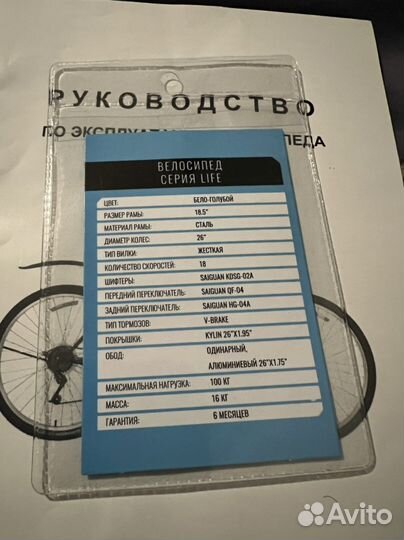 РУКОВОДСТВО
ПО ЭКСПЛУАТ ПЕДА
ВЕЛОСИПЕД
СЕРИЯ LIFE
ЦВЕТ: БЕЛО-ГОЛУБОЙ
РАЗМЕР РАМЫ: 18.5"
МАТЕРИАЛ РАМЫ: СТАЛЬ
ДИАМЕТР КОЛЕС: 26"
ТИП ВИЛКИ: ЖЕСТКАЯ
КОЛИЧЕСТВО СКОРОСТЕЙ: 18
ШИФТЕРЫ: SAIGUAN KDSG-02A
ПЕРЕДНИЙ ПЕРЕКЛЮЧАТЕЛЬ: SAIGUAN QF-04
ЗАДНИЙ ПЕРЕКЛЮЧАТЕЛЬ: SAIGUAN HG-04A
ТИП ТОРМОЗОВ: V-BRAKE
ПОКРЫШКИ: KYLIN 26"X1.95"
ОБОД: ОДИНАРНЫЙ,
АЛЮМИНИЕВЫЙ 26"X1.75"
МАКСИМАЛЬНАЯ НАГРУЗКА: 100 КГ
МАССА: 16 КГ
ГАРАНТИЯ: 6 МЕСЯЦЕВ
Avito